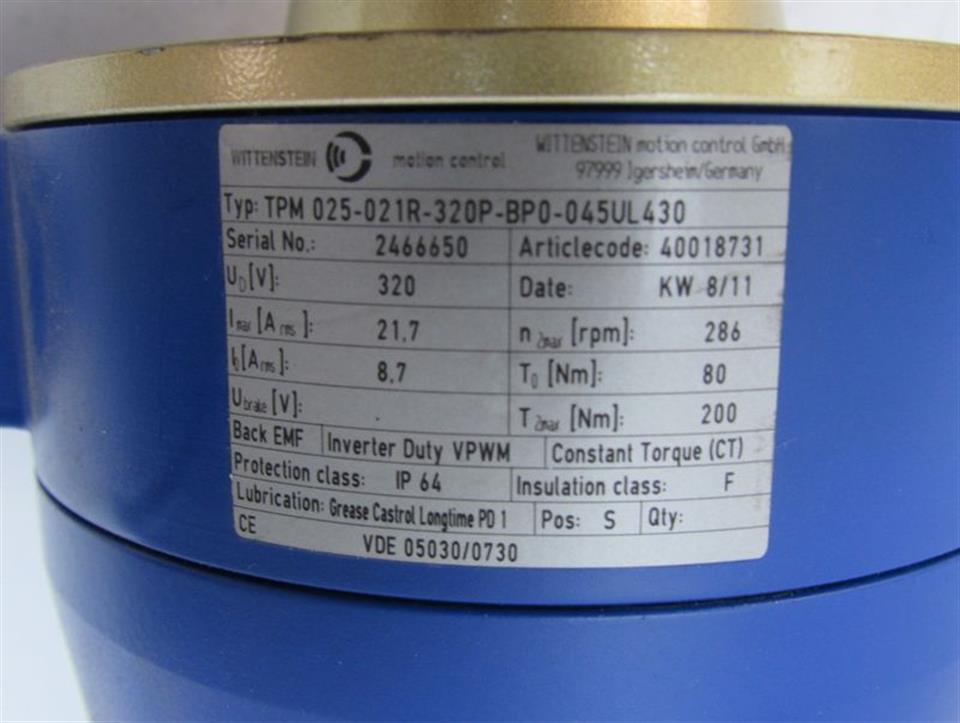 WITTENSTEIN motion control WITTENSTEIN motion control GmbH
97999 Igersheim/Germany
Typ: TPM 025-021R-320P-BP0-045UL430
Serial No.: 2466650 Articlecode: 40018731
UD[V]: 320 Date: KW 8/11
Imax[Arms]: 21,7 n2max[rpm]: 286
I0[Arms]: 8,7 T0[Nm]: 80
Ubrake[V]: . T2max[Nm]: 200
Back EMF Inverter Duty VPWM Constant Torque (CT)
Protection class: IP 64 Insulation class: F
Lubrication: Grease Castrol Longtime PD 1 Pos: S Qty:
CE VDE 05030/0730